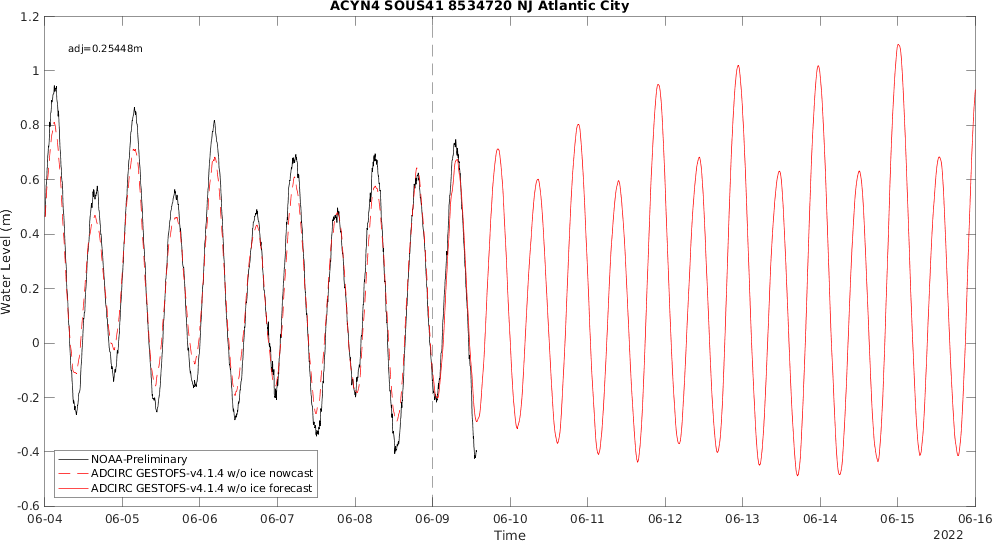 ACYN4 SOUS41 8534720 NJ Atlantic City
adj=0.25448m
1.2
1
0.8
0.6
0.4
0.2
0
-0.2
-0.4
-0.6
Water Level (m)
NOAA-Preliminary
ADCIRC GESTOFS-v4.1.4 w/o ice nowcast
ADCIRC GESTOFS-v4.1.4 w/o ice forecast
06-04 06-05 06-06 06-07 06-08 06-09 06-10 06-11 06-12 06-13 06-14 06-15 06-16
Time
2022